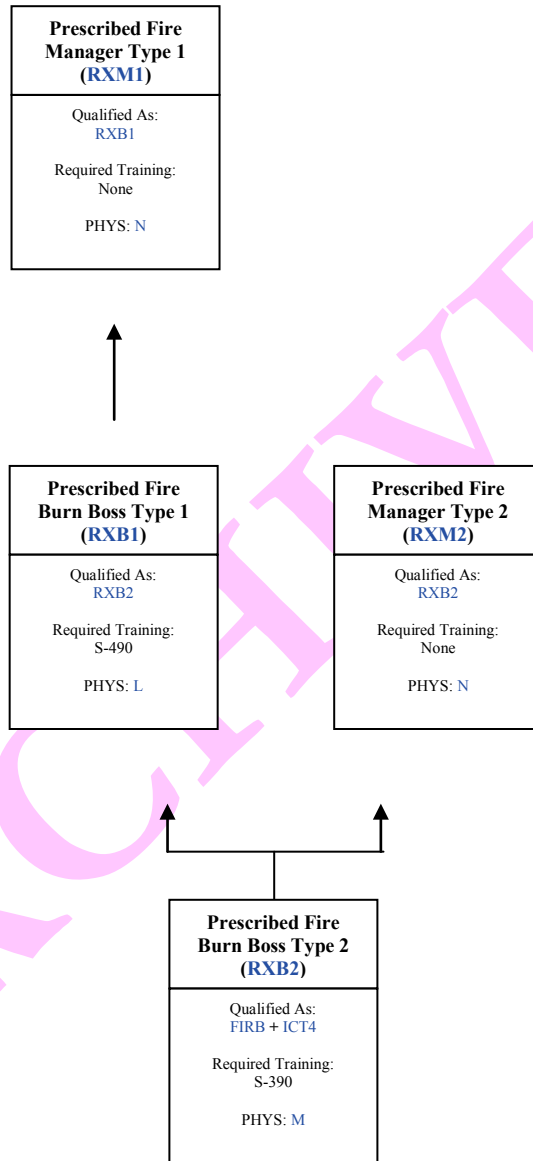 Prescribed Fire
Manager Type 1
(RXM1)
Qualified As:
RXB1
Required Training:
None
PHYS: N
Prescribed Fire
Burn Boss Type 1
(RXB1)
Qualified As:
RXB2
Required Training:
S-490
PHYS: L
Prescribed Fire
Manager Type 2
(RXM2)
Qualified As:
RXB2
Required Training:
None
PHYS: N
Prescribed Fire
Burn Boss Type 2
(RXB2)
Qualified As:
FIRB + ICT4
Required Training:
S-390
PHYS: M